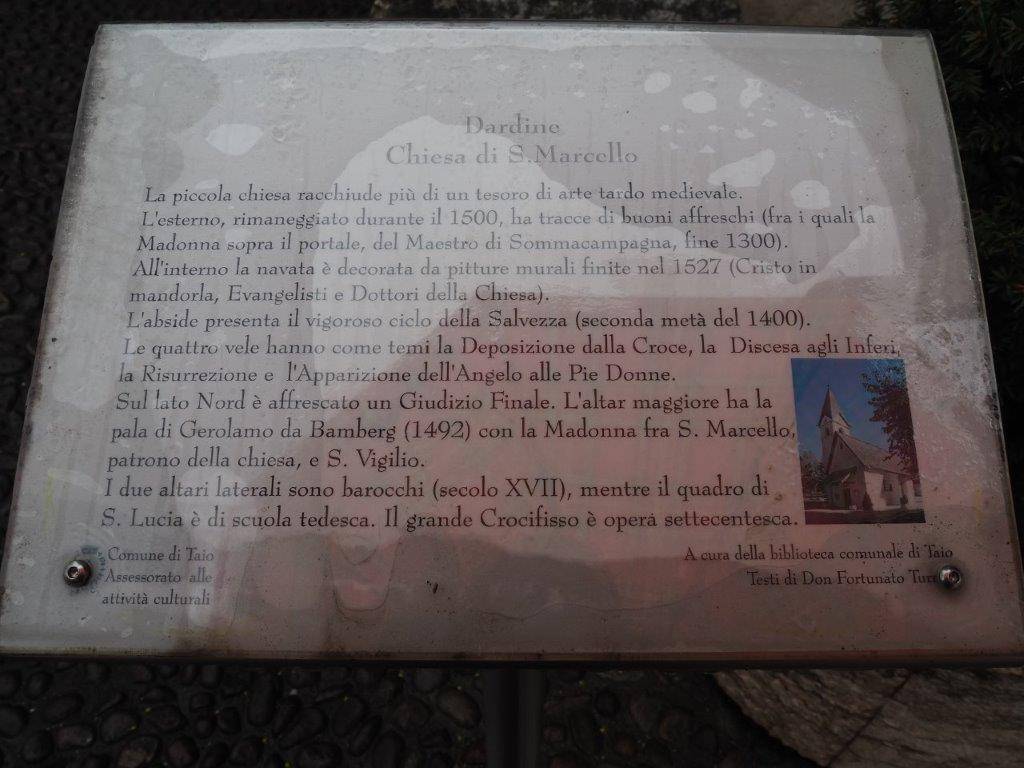 Dardine
Chiesa di S.Marcello
La piccola chiesa racchiude più di un tesoro di arte tardo medievale.
L'esterno, rimaneggiato durante il 1500, ha tracce di buoni affreschi (fra i quali la
Madonna sopra il portale, del Maestro di Sommacampagna, fine 1300).
All'interno la navata è decorata da pitture murali finite nel 1527 (Cristo in
mandorla, Evangelisti e Dottori della Chiesa).
L'abside presenta il vigoroso ciclo della Salvezza (seconda metà del 1400).
Le quattro vele hanno come temi la Deposizione dalla Croce, la Discesa agli Inferi,
la Risurrezione e l'Apparizione dell'Angelo alle Pie Donne.
Sul lato Nord è affrescato un Giudizio Finale. L'altar maggiore ha la
pala di Gerolamo da Bamberg (1492) con la Madonna fra S. Marcello,
patrono della chiesa, e S. Vigilio.
I due altari laterali sono barocchi (secolo XVII), mentre il quadro di
S. Lucia è di scuola tedesca. Il grande Crocifisso è opera settecentesca.
Comune di Taio
Assessorato alle
attività culturali
A cura della biblioteca comunale di Taio
Testi di Don Fortunato